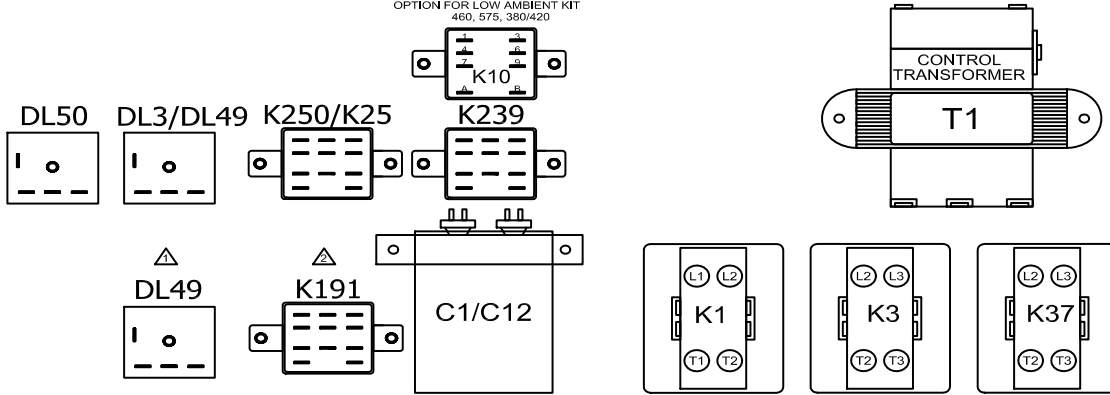 OPTION FOR LOW AMBIENT KIT
460, 575, 380/420
1 3
4 6
7 9
K10
A B
CONTROL
TRANSFORMER
T1
DL50
DL3/DL49
K250/K25
K239
1
2
DL49
K191
C1/C12
L1 L2
K1
T1 T2
L2 L3
K3
T2 T3
L2 L3
K37
T2 T3